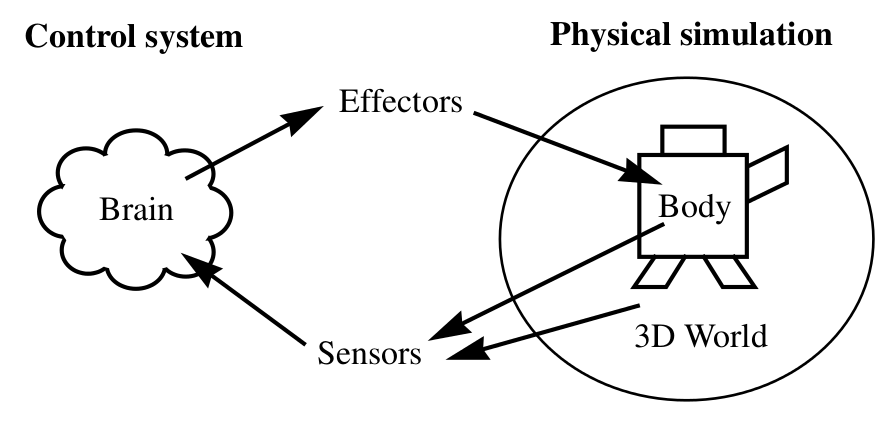 Control system
Physical simulation
Effectors
Brain
Body
3D World
Sensors